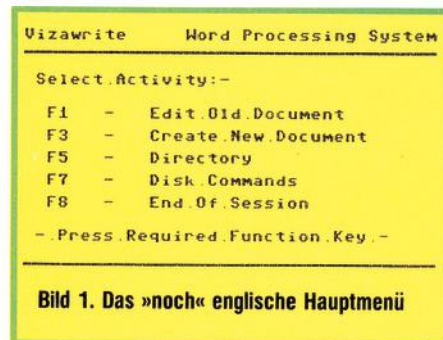 Vizawrite Word Processing System
Select.Activity:-
F1 - Edit.Old.Document
F3 - Create.New.Document
F5 - Directory
F7 - Disk.Commands
F8 - End.Of.Session
-.Press.Required.Function.Key.-
Bild 1. Das »noch« englische Hauptmenü